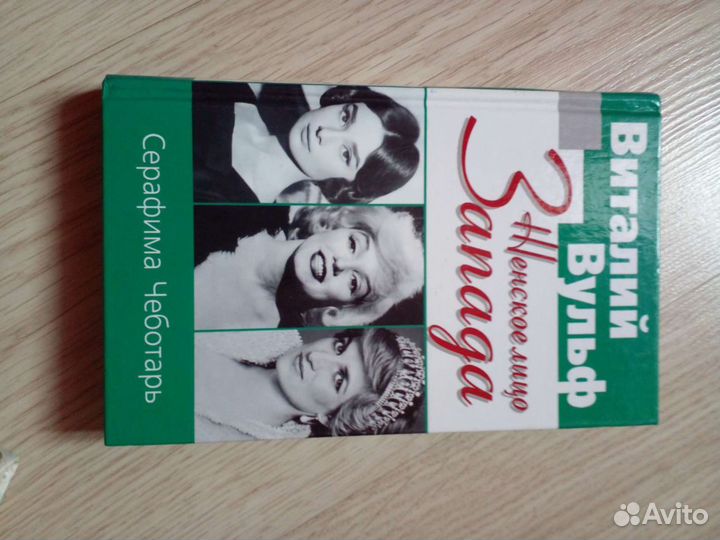 Виталий
Вульф
Женское лицо
Запада
Серафима Чеботарь
Avito